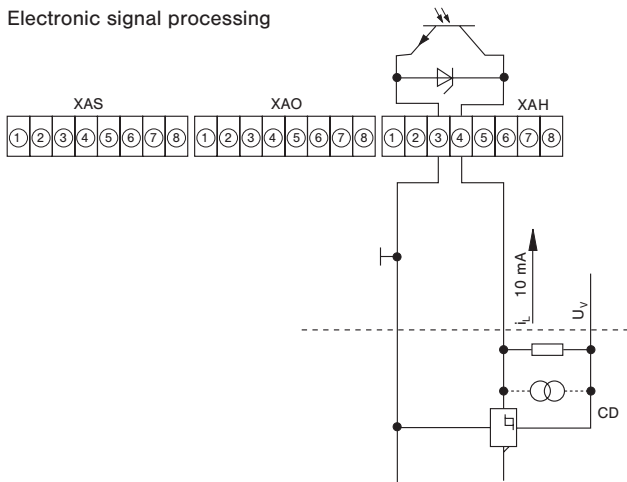 Electronic signal processing
XAS XAO XAH
1 2 3 4 5 6 7 8 1 2 3 4 5 6 7 8 1 2 3 4 5 6 7 8
iL 10 mA
UV
CD